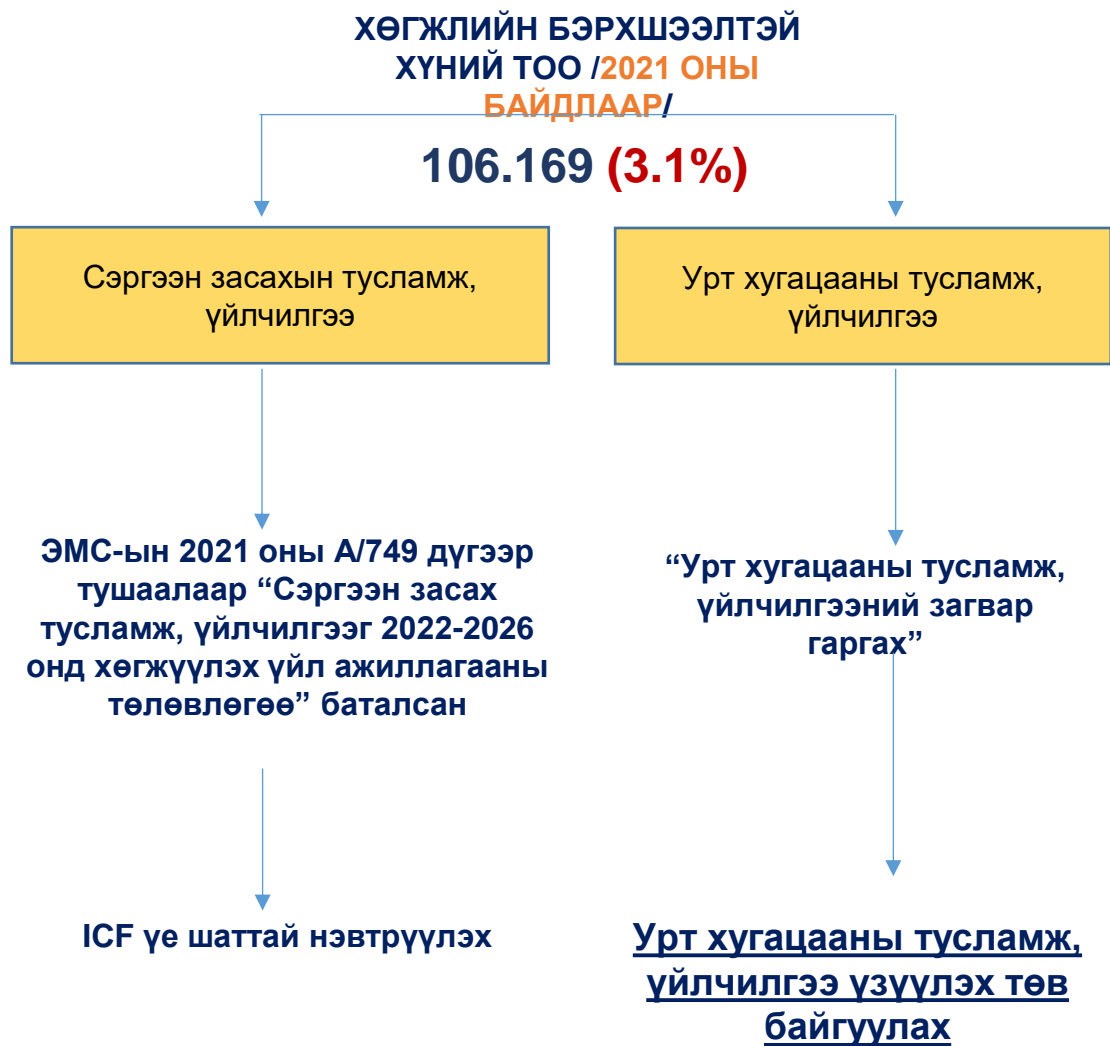 ХӨГЖЛИЙН БЭРХШЭЭЛТЭЙ
ХҮНИЙ ТОО /2021 ОНЫ
БАЙДЛААР/
106.169 (3.1%)
Сэргээн засахын тусламж,
үйлчилгээ
Урт хугацааны тусламж,
үйлчилгээ
ЭМС-ын 2021 оны А/749 дүгээр
тушаалаар “Сэргээн засах
тусламж, үйлчилгээг 2022-2026
онд хөгжүүлэх үйл ажиллагааны
төлөвлөгөө” баталсан
“Урт хугацааны тусламж,
үйлчилгээний загвар
гаргах”
ICF үе шаттай нэвтрүүлэх
Урт хугацааны тусламж,
үйлчилгээ үзүүлэх төв
байгуулах